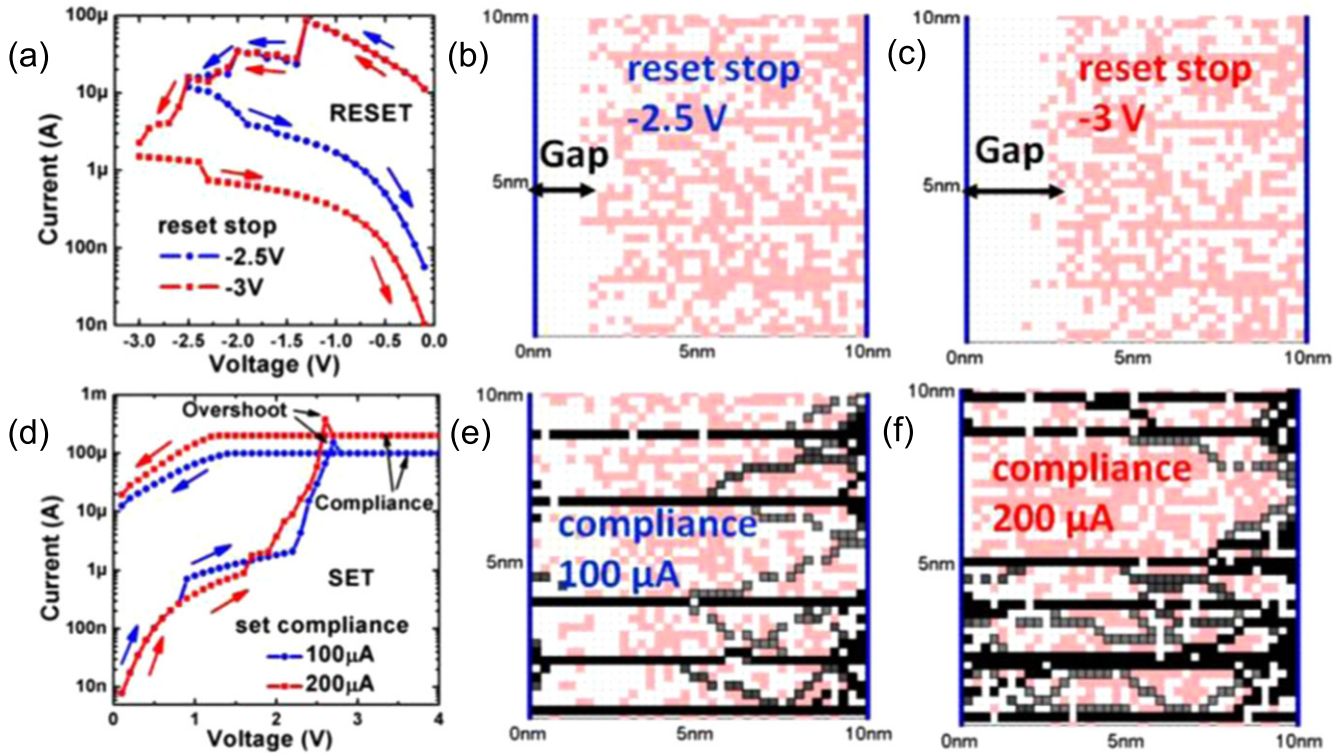 (a)
100µ
10µ
1µ
100n
10n
Current (A)
RESET
reset stop
-2.5V
-3V
-3.0 -2.5 -2.0 -1.5 -1.0 -0.5 0.0
Voltage (V)
(b)
10nm
reset stop
-2.5 V
Gap
5nm
0nm 5nm 10nm
(c)
10nm
reset stop
-3 V
Gap
5nm
0nm 5nm 10nm
(d)
1m
100µ
10µ
1µ
100n
10n
Current (A)
Overshoot
Compliance
SET
set compliance
100µA
200µA
0 1 2 3 4
Voltage (V)
(e)
10nm
compliance
100 µA
5nm
0nm 5nm 10nm
(f)
10nm
compliance
200 µA
5nm
0nm 5nm 10nm